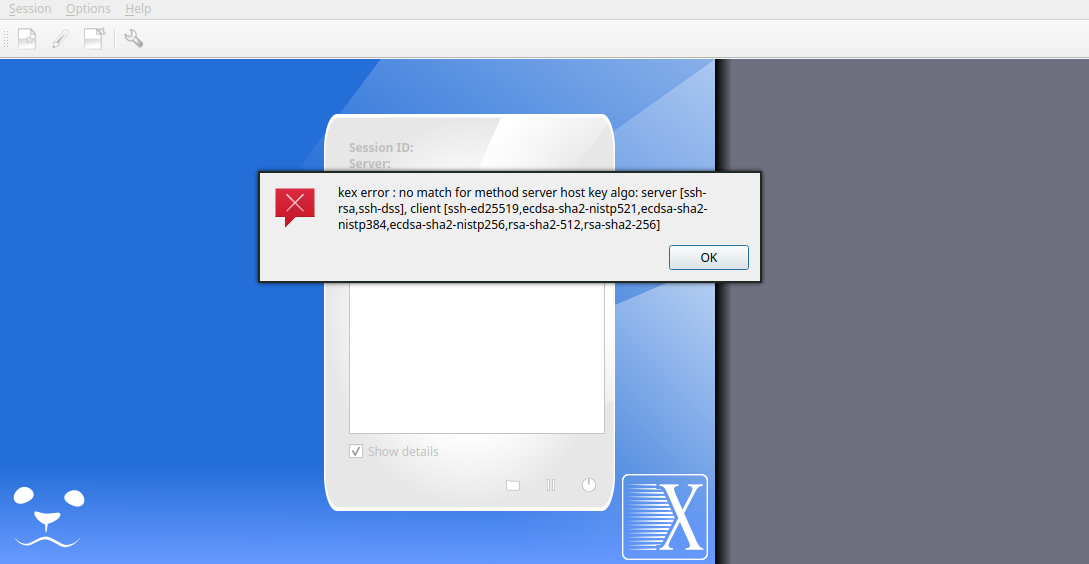 Session Options Help
Session ID:
Server:
kex error : no match for method server host key algo: server [ssh-
rsa,ssh-dss], client [ssh-ed25519,ecdsa-sha2-nistp521,ecdsa-sha2-
nistp384,ecdsa-sha2-nistp256,rsa-sha2-512,rsa-sha2-256]
OK
Show details
X